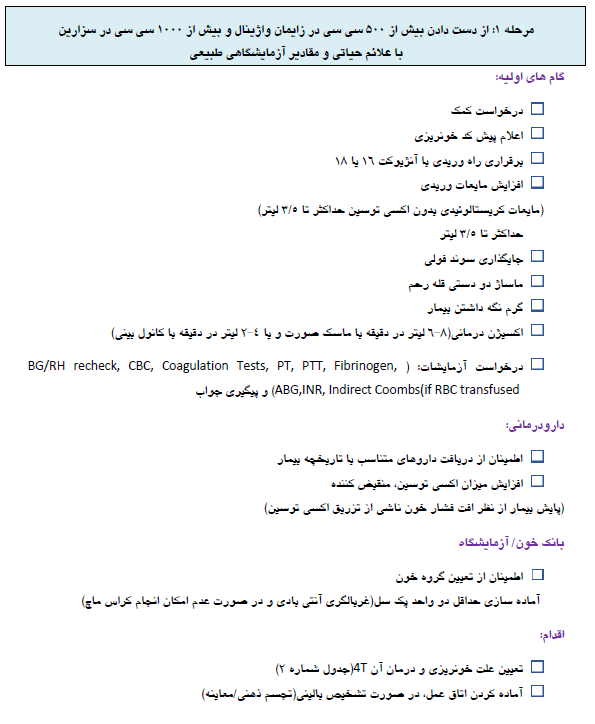 مرحله ۱: از دست دادن بیش از ۵۰۰ سی سی در زایمان واژینال و بیش از ۱۰۰۰ سی سی در سزارین
با علائم حیاتی و مقادیر آزمایشگاهی طبیعی
گام های اولیه:
درخواست کمک
اعلام پیش کد خونریزی
برقراری راه وریدی با آنژیوکت ۱۶ یا ۱۸
افزایش مایعات وریدی
(مایعات کریستالوئیدی بدون اکسی توسین حداکثر تا ۳/۵ لیتر)
حداکثر تا ۳/۵ لیتر
جایگذاری سوند فولی
ماساژ دو دستی قله رحم
گرم نگه داشتن بیمار
اکسیژن درمانی(۸-۶ لیتر در دقیقه با ماسک صورت و یا ۴-۲ لیتر در دقیقه با کانول بینی)
درخواست آزمایشات: ( BG/RH recheck, CBC, Coagulation Tests, PT, PTT, Fibrinogen,
ABG,INR, Indirect Coombs(if RBC transfused) و پیگیری جواب
دارودرمانی:
اطمینان از دریافت داروهای متناسب با تاریخچه بیمار
افزایش میزان اکسی توسین، منقبض کننده
(پایش بیمار از نظر افت فشار خون ناشی از تزریق اکسی توسین)
بانک خون/ آزمایشگاه
اطمینان از تعیین گروه خون
آماده سازی حداقل دو واحد پک سل(غربالگری آنتی بادی و در صورت عدم امکان انجام کراس ماچ)
اقدام:
تعیین علت خونریزی و درمان آن 4T(جدول شماره ۲)
آماده کردن اتاق عمل، در صورت تشخیص بالینی(تجسم ذهنی/معاینه)